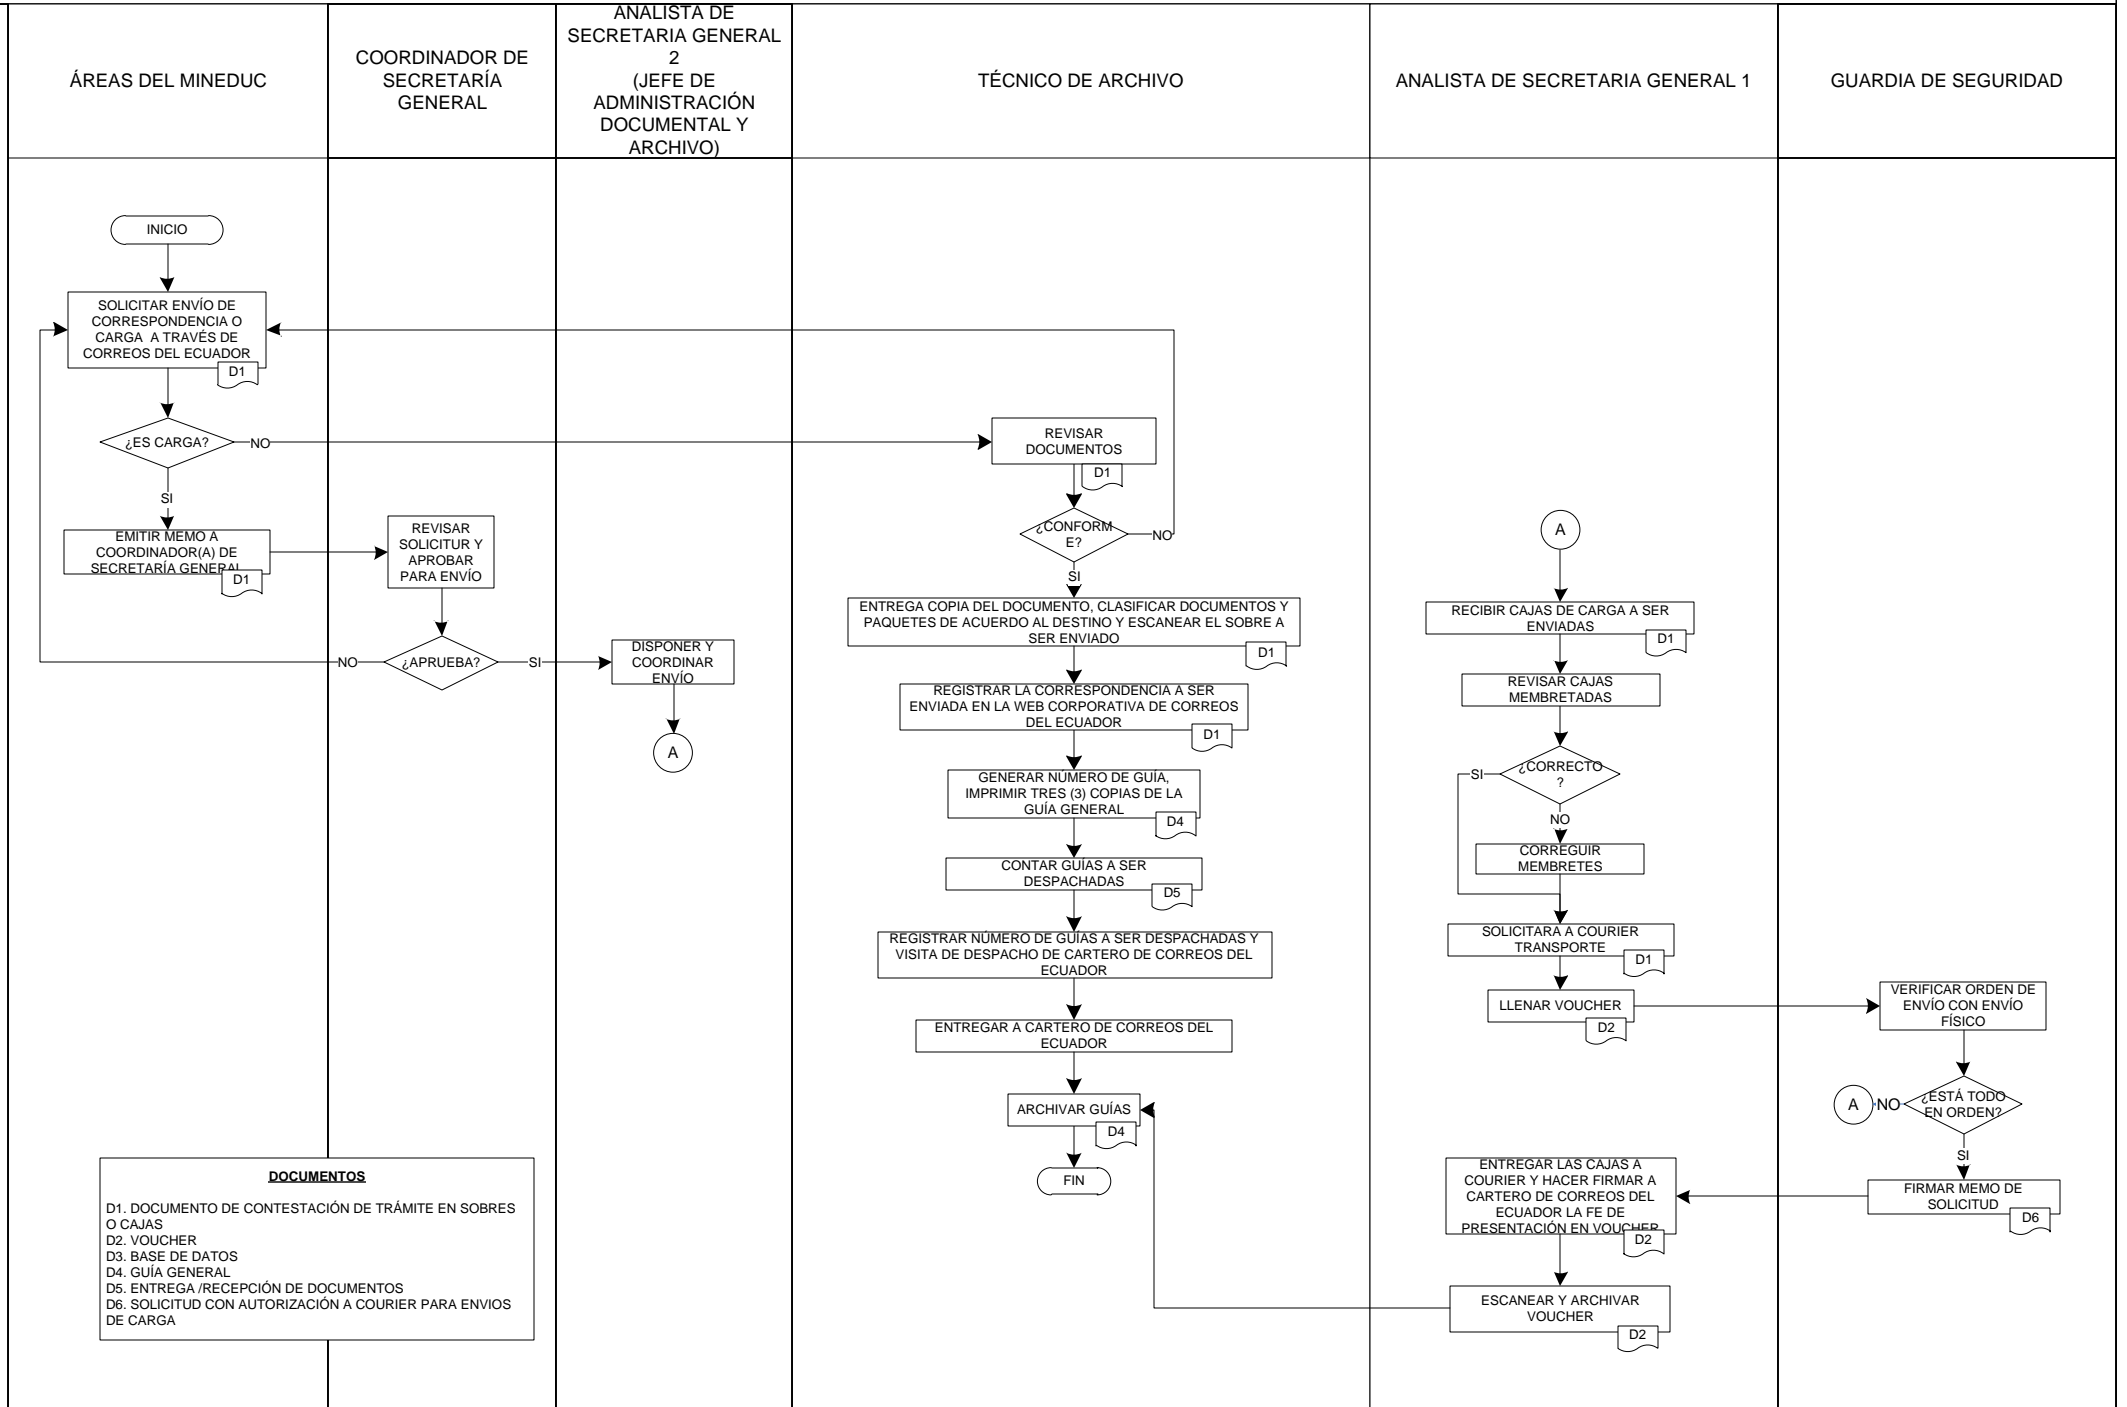 ÁREAS DEL MINEDUC
COORDINADOR DE
SECRETARÍA
GENERAL
ANALISTA DE
SECRETARIA GENERAL
2
(JEFE DE
ADMINISTRACIÓN
DOCUMENTAL Y
ARCHIVO)
TÉCNICO DE ARCHIVO
ANALISTA DE SECRETARIA GENERAL 1
GUARDIA DE SEGURIDAD
INICIO
SOLICITAR ENVÍO DE
CORRESPONDENCIA O
CARGA A TRAVÉS DE
CORREOS DEL ECUADOR
D1
¿ES CARGA?
NO
SI
EMITIR MEMO A
COORDINADOR(A) DE
SECRETARÍA GENERAL
D1
REVISAR
SOLICITUR Y
APROBAR
PARA ENVÍO
¿APRUEBA?
NO
SI
DISPONER Y
COORDINAR
ENVÍO
A
REVISAR
DOCUMENTOS
D1
¿CONFORM
E?
NO
SI
ENTREGA COPIA DEL DOCUMENTO, CLASIFICAR DOCUMENTOS Y
PAQUETES DE ACUERDO AL DESTINO Y ESCANEAR EL SOBRE A
SER ENVIADO
D1
REGISTRAR LA CORRESPONDENCIA A SER
ENVIADA EN LA WEB CORPORATIVA DE CORREOS
DEL ECUADOR
D1
GENERAR NÚMERO DE GUÍA,
IMPRIMIR TRES (3) COPIAS DE LA
GUÍA GENERAL
D4
CONTAR GUÍAS A SER
DESPACHADAS
D5
REGISTRAR NÚMERO DE GUÍAS A SER DESPACHADAS Y
VISITA DE DESPACHO DE CARTERO DE CORREOS DEL
ECUADOR
ENTREGAR A CARTERO DE CORREOS DEL
ECUADOR
ARCHIVAR GUÍAS
D4
FIN
A
RECIBIR CAJAS DE CARGA A SER
ENVIADAS
D1
REVISAR CAJAS
MEMBRETADAS
¿CORRECTO
?
SI
NO
CORREGUIR
MEMBRETES
SOLICITARA A COURIER
TRANSPORTE
D1
LLENAR VOUCHER
D2
VERIFICAR ORDEN DE
ENVÍO CON ENVÍO
FÍSICO
¿ESTÁ TODO
EN ORDEN?
NO
A
SI
FIRMAR MEMO DE
SOLICITUD
D6
ENTREGAR LAS CAJAS A
COURIER Y HACER FIRMAR A
CARTERO DE CORREOS DEL
ECUADOR LA FE DE
PRESENTACIÓN EN VOUCHER
D2
ESCANEAR Y ARCHIVAR
VOUCHER
D2
DOCUMENTOS
D1. DOCUMENTO DE CONTESTACIÓN DE TRÁMITE EN SOBRES
O CAJAS
D2. VOUCHER
D3. BASE DE DATOS
D4. GUÍA GENERAL
D5. ENTREGA /RECEPCIÓN DE DOCUMENTOS
D6. SOLICITUD CON AUTORIZACIÓN A COURIER PARA ENVIOS
DE CARGA